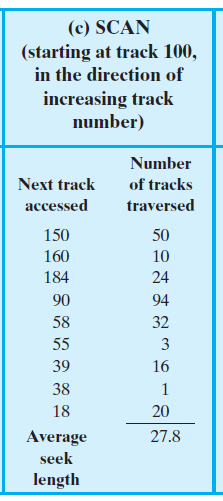 (c) SCAN
(starting at track 100,
in the direction of
increasing track
number)
Next track accessed Number of tracks traversed
150 50
160 10
184 24
90 94
58 32
55 3
39 16
38 1
18 20
Average seek length 27.8